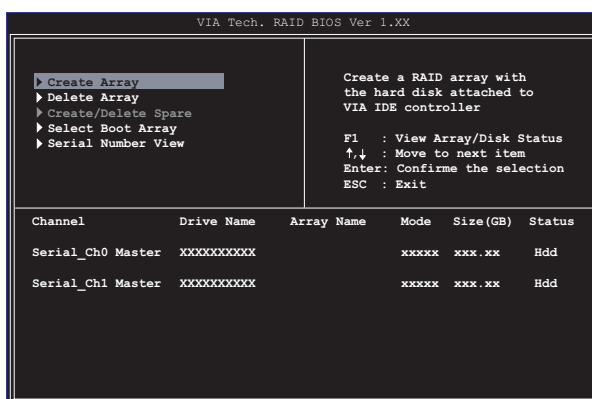 VIA Tech. RAID BIOS Ver 1.XX
Create Array
Delete Array
Create/Delete Spare
Select Boot Array
Serial Number View
Create a RAID array with
the hard disk attached to
VIA IDE controller
F1 : View Array/Disk Status
↑,↓ : Move to next item
Enter: Confirme the selection
ESC : Exit
Channel Drive Name Array Name Mode Size(GB) Status
Serial_Ch0 Master XXXXXXXXXX xxxxx xxx.xx Hdd
Serial_Ch1 Master XXXXXXXXXX xxxxx xxx.xx Hdd